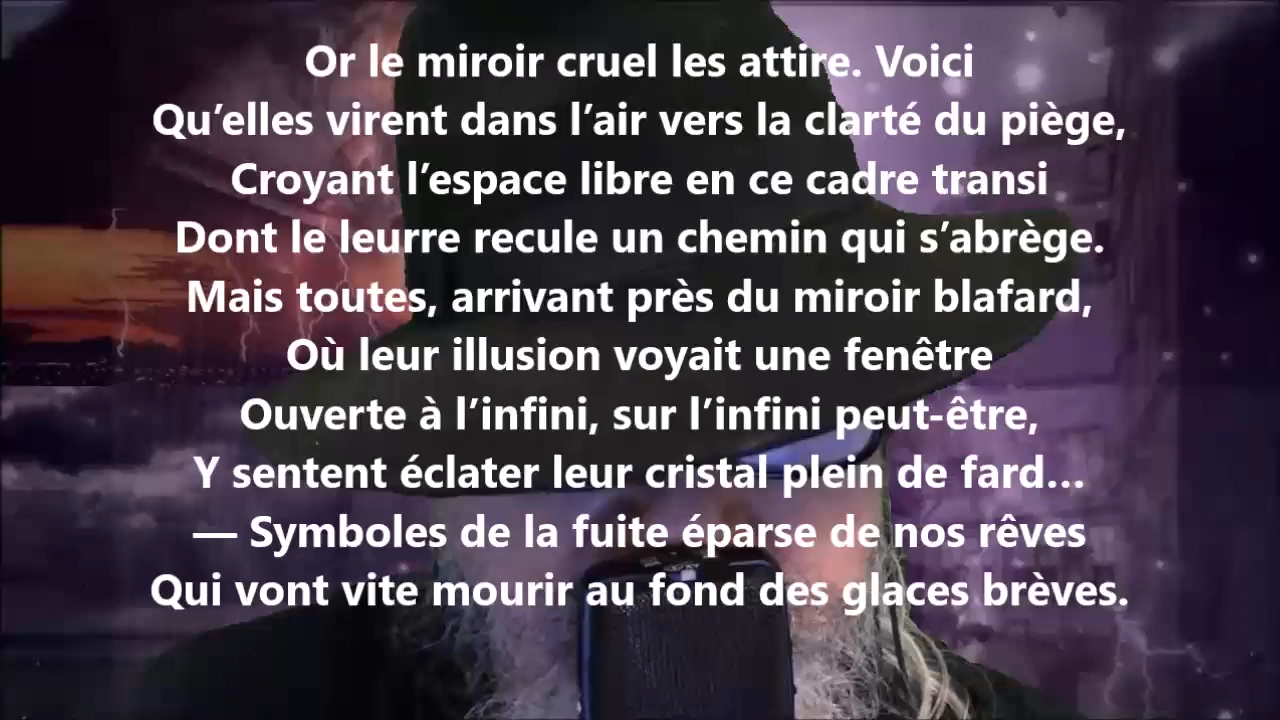 Or le miroir cruel les attire. Voici
Qu’elles virent dans l’air vers la clarté du piège,
Croyant l’espace libre en ce cadre transi
Dont le leurre recule un chemin qui s’abrège.
Mais toutes, arrivant près du miroir blafard,
Où leur illusion voyait une fenêtre
Ouverte à l’infini, sur l’infini peut-être,
Y sentent éclater leur cristal plein de fard...
— Symboles de la fuite éparse de nos rêves
Qui vont vite mourir au fond des glaces brèves.